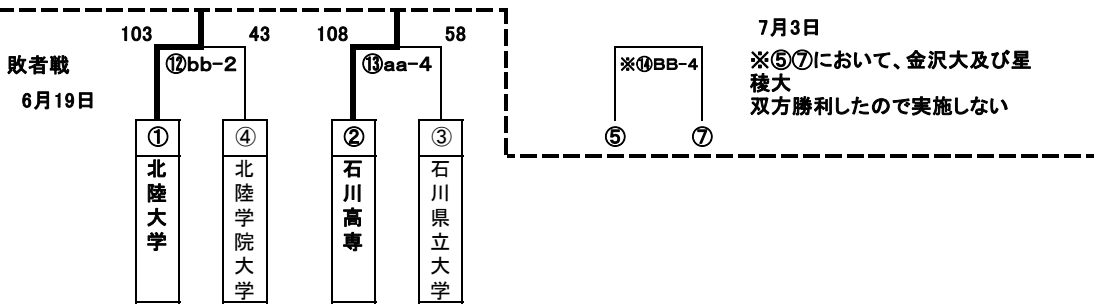 103 43 108 58 7月3日
敗者戦 ⑫bb-2 ⑬aa-4 ※⑭BB-4 ※⑤⑦において、金沢大及び星
稜大
6月19日 双方勝利したので実施しない
① ④ ② ③ ⑤ ⑦
北陸大学
北陸学院大学
石川高専
石川県立大学